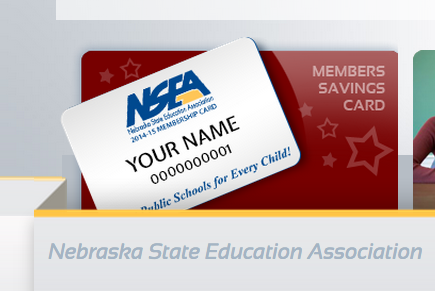 MEMBERS
SAVINGS
CARD
NSEA
Nebraska State Education Association
2014-15 MEMBERSHIP CARD
YOUR NAME
0000000001
Public Schools for Every Child!
Nebraska State Education Association